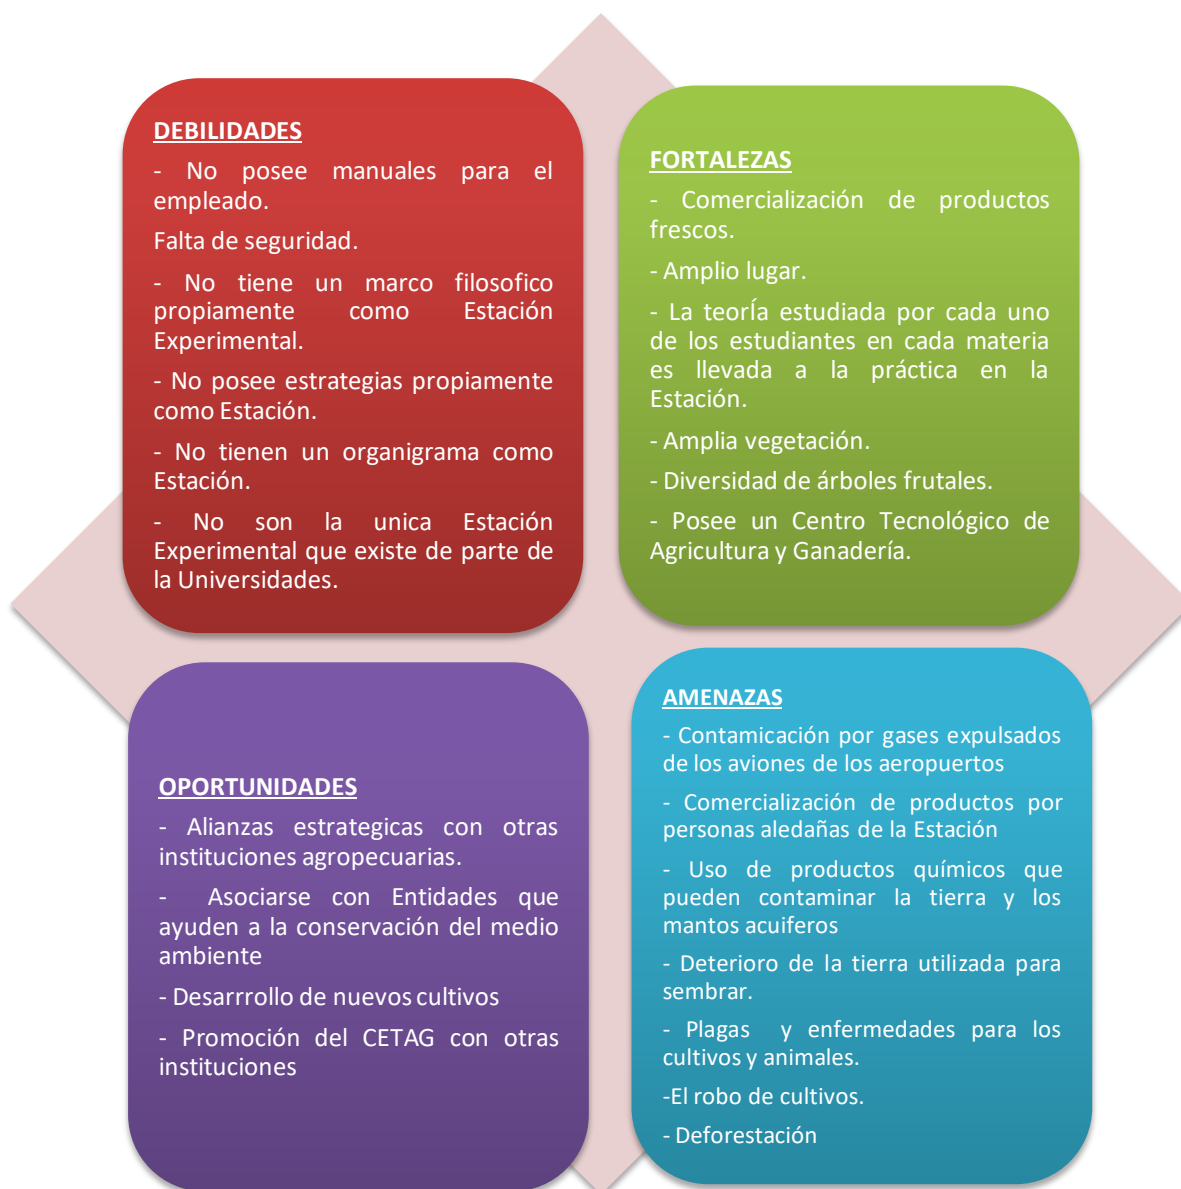 DEBILIDADES
- No posee manuales para el
empleado.
Falta de seguridad.
- No tiene un marco filosofico
propiamente como Estación
Experimental.
- No posee estrategias propiamente
como Estación.
- No tienen un organigrama como
Estación.
- No son la unica Estación
Experimental que existe de parte de
la Universidades.
FORTALEZAS
- Comercialización de productos
frescos.
- Amplio lugar.
- La teorÍa estudiada por cada uno
de los estudiantes en cada materia
es llevada a la práctica en la
Estación.
- Amplia vegetación.
- Diversidad de árboles frutales.
- Posee un Centro Tecnológico de
Agricultura y Ganadería.
OPORTUNIDADES
- Alianzas estrategicas con otras
instituciones agropecuarias.
- Asociarse con Entidades que
ayuden a la conservación del medio
ambiente
- Desarrrollo de nuevos cultivos
- Promoción del CETAG con otras
instituciones
AMENAZAS
- Contamicación por gases expulsados
de los aviones de los aeropuertos
- Comercialización de productos por
personas aledañas de la Estación
- Uso de productos químicos que
pueden contaminar la tierra y los
mantos acuiferos
- Deterioro de la tierra utilizada para
sembrar.
- Plagas y enfermedades para los
cultivos y animales.
-El robo de cultivos.
- Deforestación